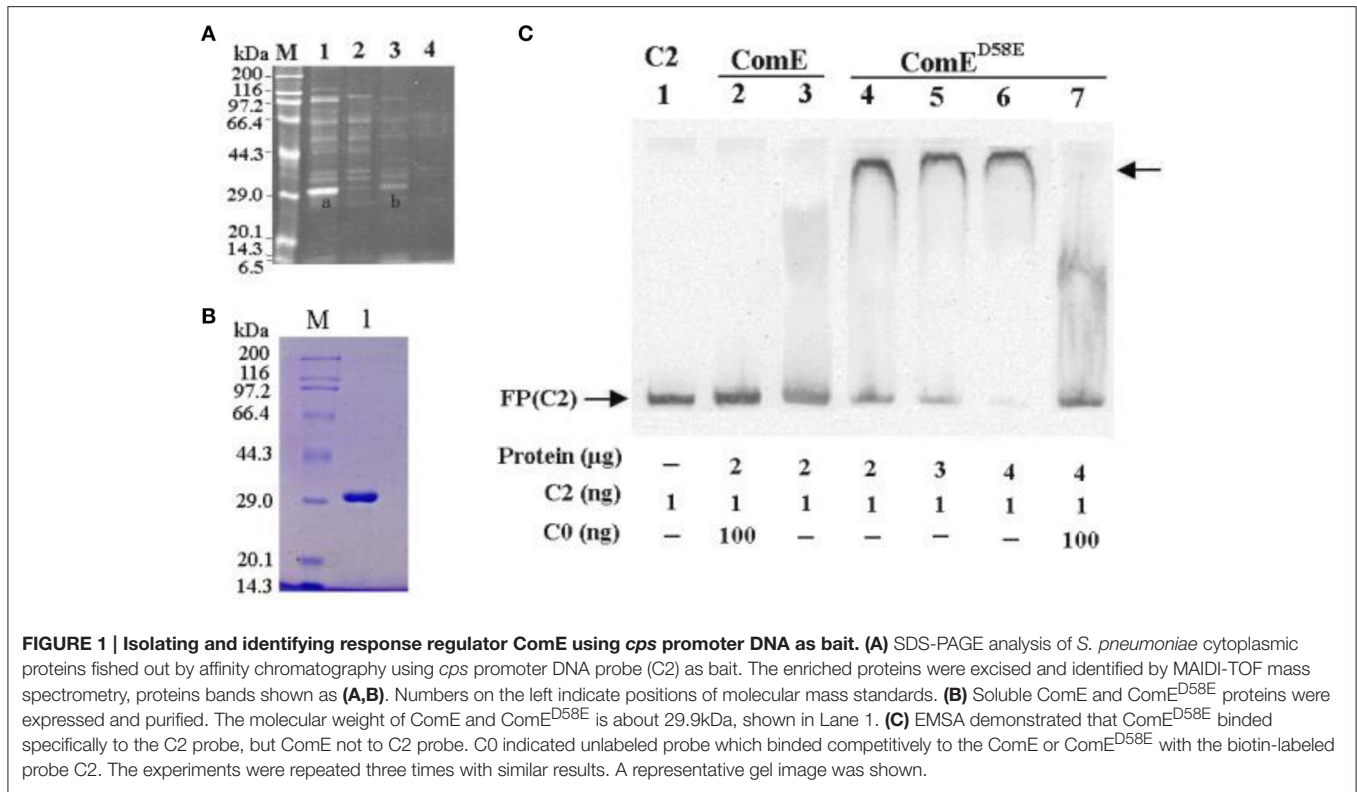 A
kDa M 1 2 3 4
200
116
97.2
66.4
44.3
29.0
20.1
14.3
6.5
a b
B
kDa M 1
200
116
97.2
66.4
44.3
29.0
20.1
14.3
C
C2 ComE ComE^D58E
1 2 3 4 5 6 7
FP(C2)
Protein (μg) – 2 2 2 3 4 4
C2 (ng) 1 1 1 1 1 1 1
C0 (ng) – 100 – – – – 100
FIGURE 1 | Isolating and identifying response regulator ComE using cps promoter DNA as bait. (A) SDS-PAGE analysis of S. pneumoniae cytoplasmic
proteins fished out by affinity chromatography using cps promoter DNA probe (C2) as bait. The enriched proteins were excised and identified by MAIDI-TOF mass
spectrometry, proteins bands shown as (A,B). Numbers on the left indicate positions of molecular mass standards. (B) Soluble ComE and ComE^D58E proteins were
expressed and purified. The molecular weight of ComE and ComE^D58E is about 29.9kDa, shown in Lane 1. (C) EMSA demonstrated that ComE^D58E binded
specifically to the C2 probe, but ComE not to C2 probe. C0 indicated unlabeled probe which binded competitively to the ComE or ComE^D58E with the biotin-labeled
probe C2. The experiments were repeated three times with similar results. A representative gel image was shown.